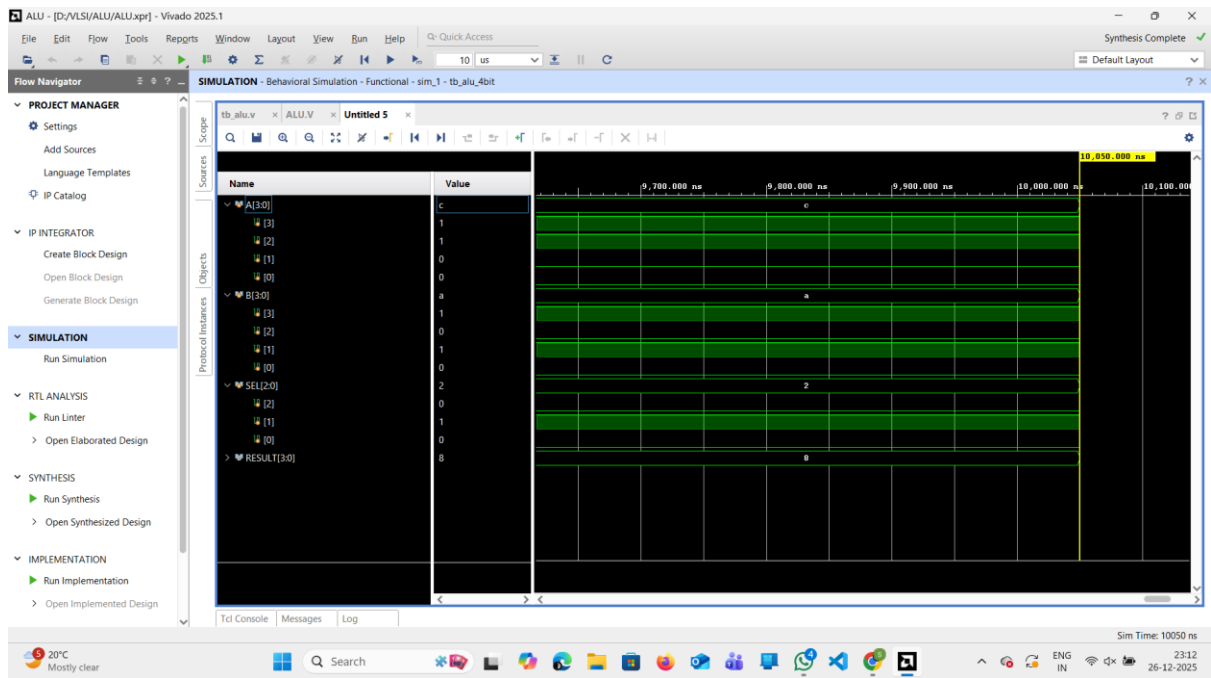 ALU - [D:/VLSI/ALU/ALU.xpr] - Vivado 2025.1
File Edit Flow Tools Reports Window Layout View Run Help Q- Quick Access
Synthesis Complete
10 us
Default Layout
Flow Navigator
SIMULATION - Behavioral Simulation - Functional - sim_1 - tb_alu_4bit
PROJECT MANAGER
Settings
Add Sources
Language Templates
IP Catalog
IP INTEGRATOR
Create Block Design
Open Block Design
Generate Block Design
SIMULATION
Run Simulation
RTL ANALYSIS
Run Linter
Open Elaborated Design
SYNTHESIS
Run Synthesis
Open Synthesized Design
IMPLEMENTATION
Run Implementation
Open Implemented Design
Scope
Sources
Objects
Protocol Instances
tb_alu.v ALU.V Untitled 5
10,050.000 ns
Name Value
9,700.000 ns 9,800.000 ns 9,900.000 ns 10,000.000 ns 10,100.00
A[3:0] c c
[3] 1
[2] 1
[1] 0
[0] 0
B[3:0] a a
[3] 1
[2] 0
[1] 1
[0] 0
SEL[2:0] 2 2
[2] 0
[1] 1
[0] 0
RESULT[3:0] 8 8
Tcl Console Messages Log
Sim Time: 10050 ns
5
20°C
Mostly clear
Search
4
ENG
IN
23:12
26-12-2025